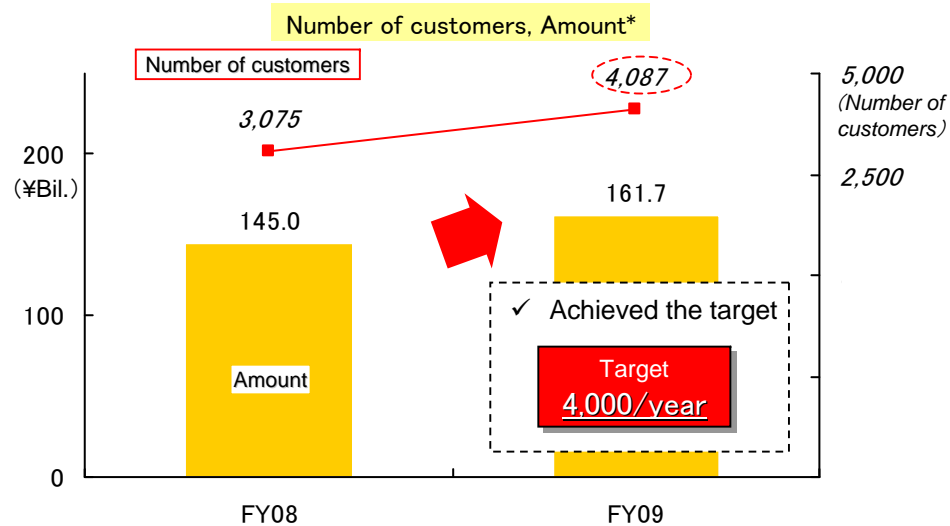 Number of customers, Amount*
Number of customers
4,087
5,000
(Number of
customers)
3,075
200
(¥Bil.)
2,500
145.0
161.7
✓ Achieved the target
100
Target
4,000/year
Amount
0
FY08
FY09